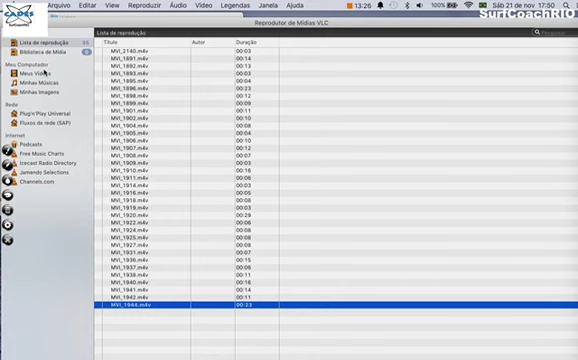 Arquivo Editar Visualizar Reproduzir Áudio Vídeo Legendas Janela Ajuda 13:26 100% Sáb 21 de nov 17:50
CADES
SurfCoachRIO
Reprodutor de Mídias VLC
Lista de reprodução 35
Biblioteca de Mídia 0
Meu Computador
Meus Vídeos
Minhas Músicas
Minhas Imagens
Rede
Plug'n'Play Universal
Fluxos da rede (SAP)
Internet
Podcasts
Free Music Charts
Icecast Radio Directory
Jamendo Selections
Channels.com
Lista de reprodução
Título Autor Duração
MVI_2140.m4v 00:03
MVI_1891.m4v 00:14
MVI_1892.m4v 00:13
MVI_1893.m4v 00:15
MVI_1895.m4v 00:04
MVI_1896.m4v 00:23
MVI_1898.m4v 00:12
MVI_1899.m4v 00:09
MVI_1901.m4v 00:11
MVI_1902.m4v 00:10
MVI_1904.m4v 00:12
MVI_1905.m4v 00:04
MVI_1906.m4v 00:10
MVI_1907.m4v 00:12
MVI_1908.m4v 00:07
MVI_1909.m4v 00:03
MVI_1910.m4v 00:16
MVI_1911.m4v 00:06
MVI_1914.m4v 00:03
MVI_1916.m4v 00:05
MVI_1918.m4v 00:08
MVI_1919.m4v 00:03
MVI_1920.m4v 00:29
MVI_1922.m4v 00:06
MVI_1924.m4v 00:08
MVI_1925.m4v 00:08
MVI_1927.m4v 00:08
MVI_1931.m4v 00:07
MVI_1936.m4v 00:15
MVI_1937.m4v 00:06
MVI_1938.m4v 00:11
MVI_1940.m4v 00:16
MVI_1941.m4v 00:14
MVI_1942.m4v 00:11
MVI_1944.m4v 00:23